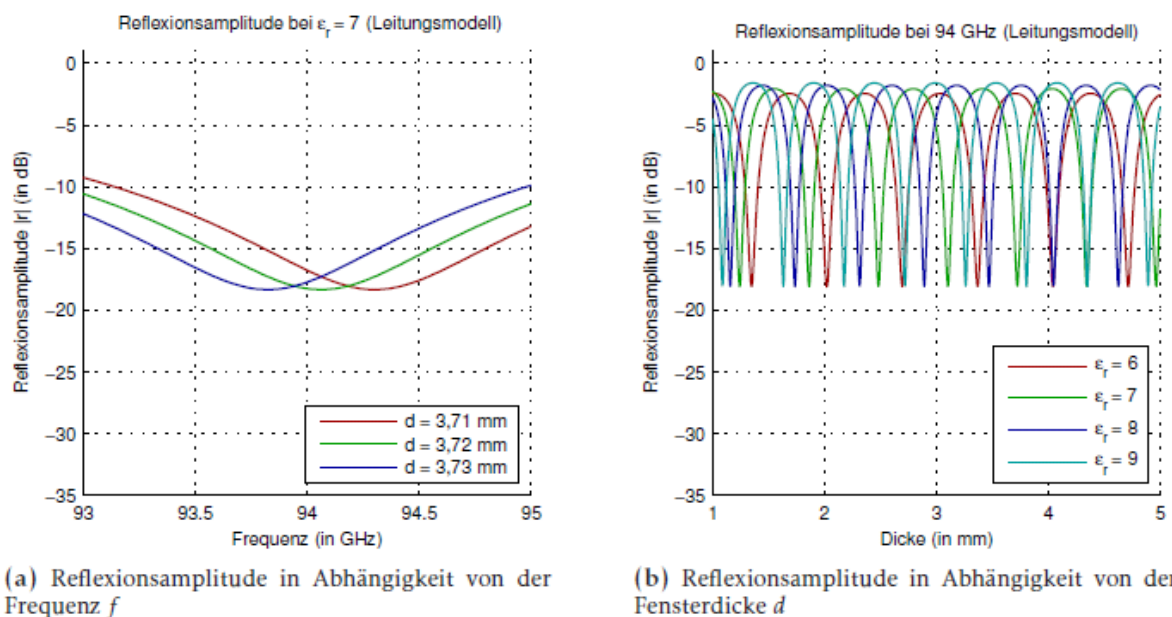 Reflexionsamplitude bei ε_r = 7 (Leitungsmodell)
Reflexionsamplitude |r| (in dB)
0
−5
−10
−15
−20
−25
−30
−35
93
93.5
94
94.5
95
Frequenz (in GHz)
d = 3,71 mm
d = 3,72 mm
d = 3,73 mm
(a) Reflexionsamplitude in Abhängigkeit von der
Frequenz f
Reflexionsamplitude bei 94 GHz (Leitungsmodell)
Reflexionsamplitude |r| (in dB)
0
−5
−10
−15
−20
−25
−30
−35
1
2
3
4
5
Dicke (in mm)
ε_r = 6
ε_r = 7
ε_r = 8
ε_r = 9
(b) Reflexionsamplitude in Abhängigkeit von der
Fensterdicke d